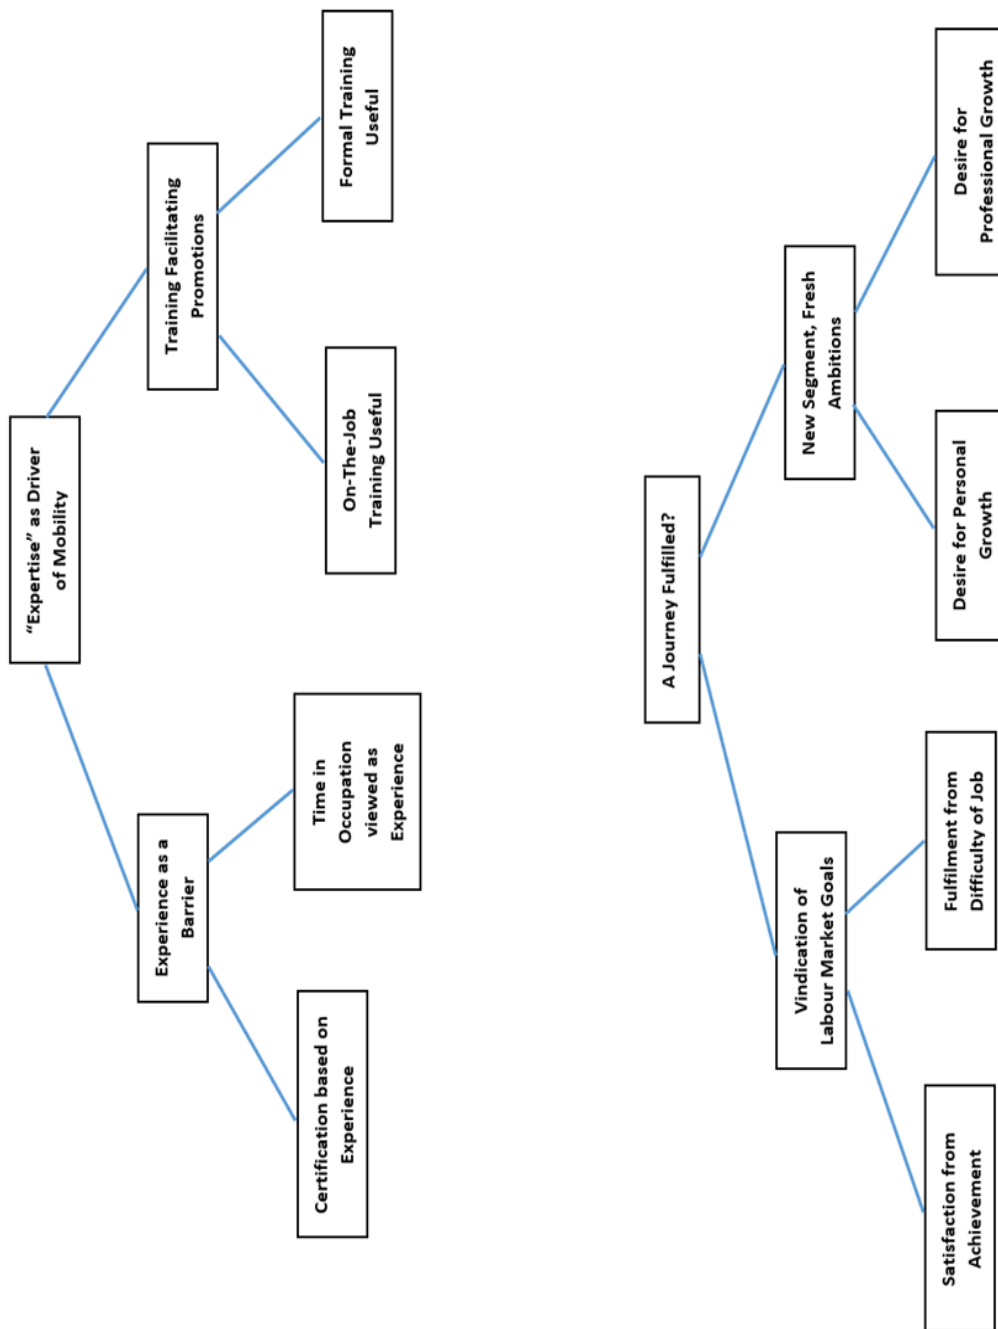 "Expertise" as Driver
of Mobility
Experience as a
Barrier
Training Facilitating
Promotions
Certification based on
Experience
Time in
Occupation
viewed as
Experience
On-The-Job
Training Useful
Formal Training
Useful
A Journey Fulfilled?
Vindication of
Labour Market Goals
New Segment, Fresh
Ambitions
Satisfaction from
Achievement
Fulfilment from
Difficulty of Job
Desire for Personal
Growth
Desire for
Professional Growth